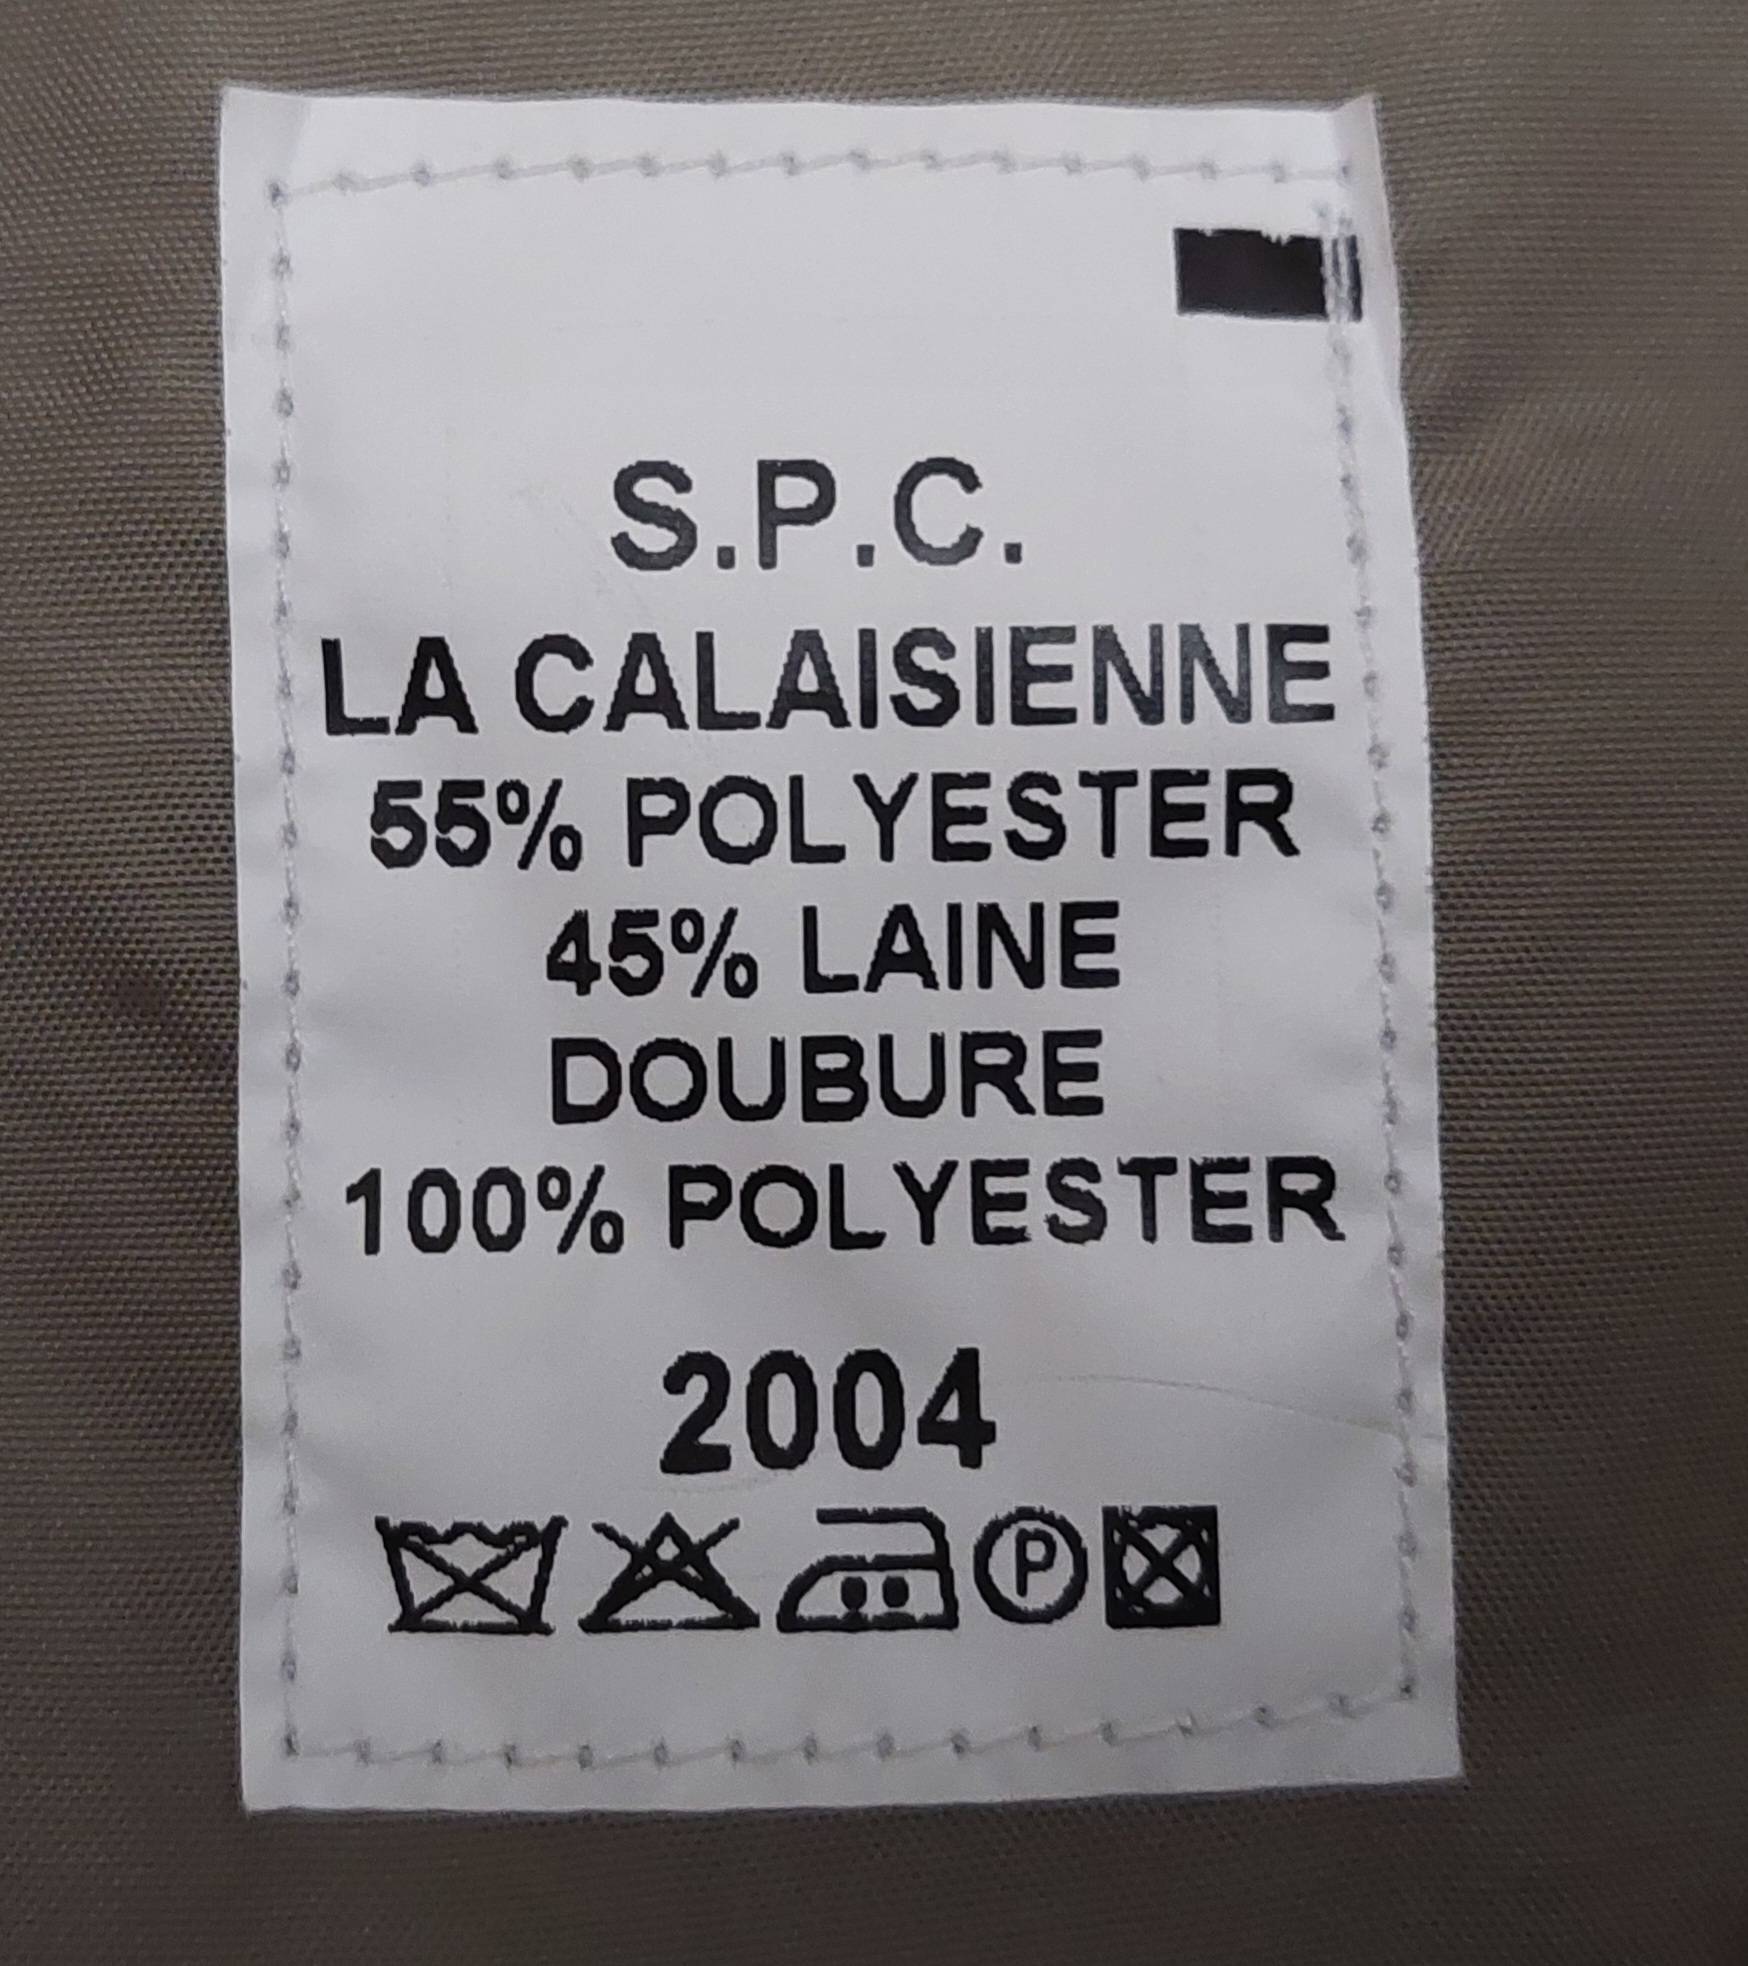 S.P.C.
LA CALAISIENNE
55% POLYESTER
45% LAINE
DOUBURE
100% POLYESTER
2004
P